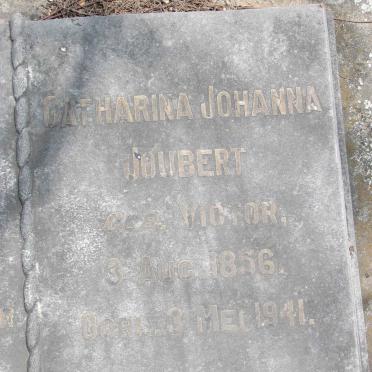 CATHARINA JOHANNA
JOUBERT
GEB. VICTOR.
3 AUG. 1856.
OORL. 3 MEI 1941.